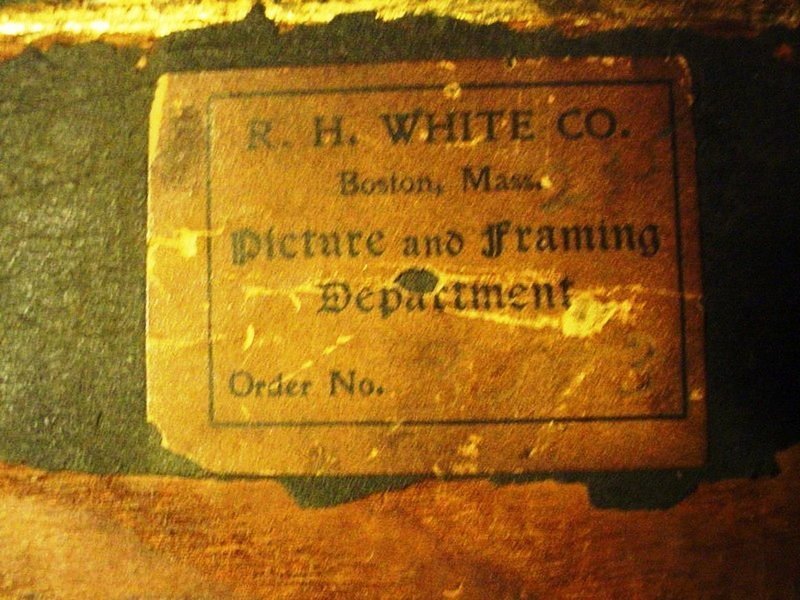 R. H. WHITE CO.
Boston, Mass.
Picture and Framing
Department
Order No.